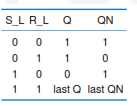 S_L R_L Q QN
0 0 1 1
0 1 1 0
1 0 0 1
1 1 last Q last QN